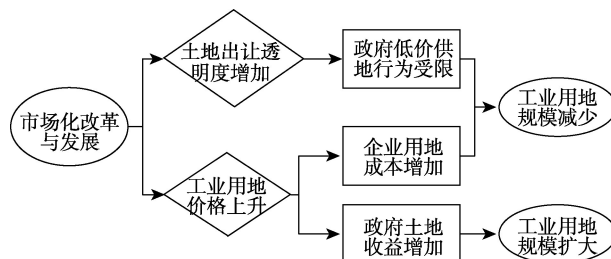 市场化改革
与发展
土地出让透
明度增加
工业用地
价格上升
政府低价供
地行为受限
企业用地
成本增加
政府土地
收益增加
工业用地
规模减少
工业用地
规模扩大